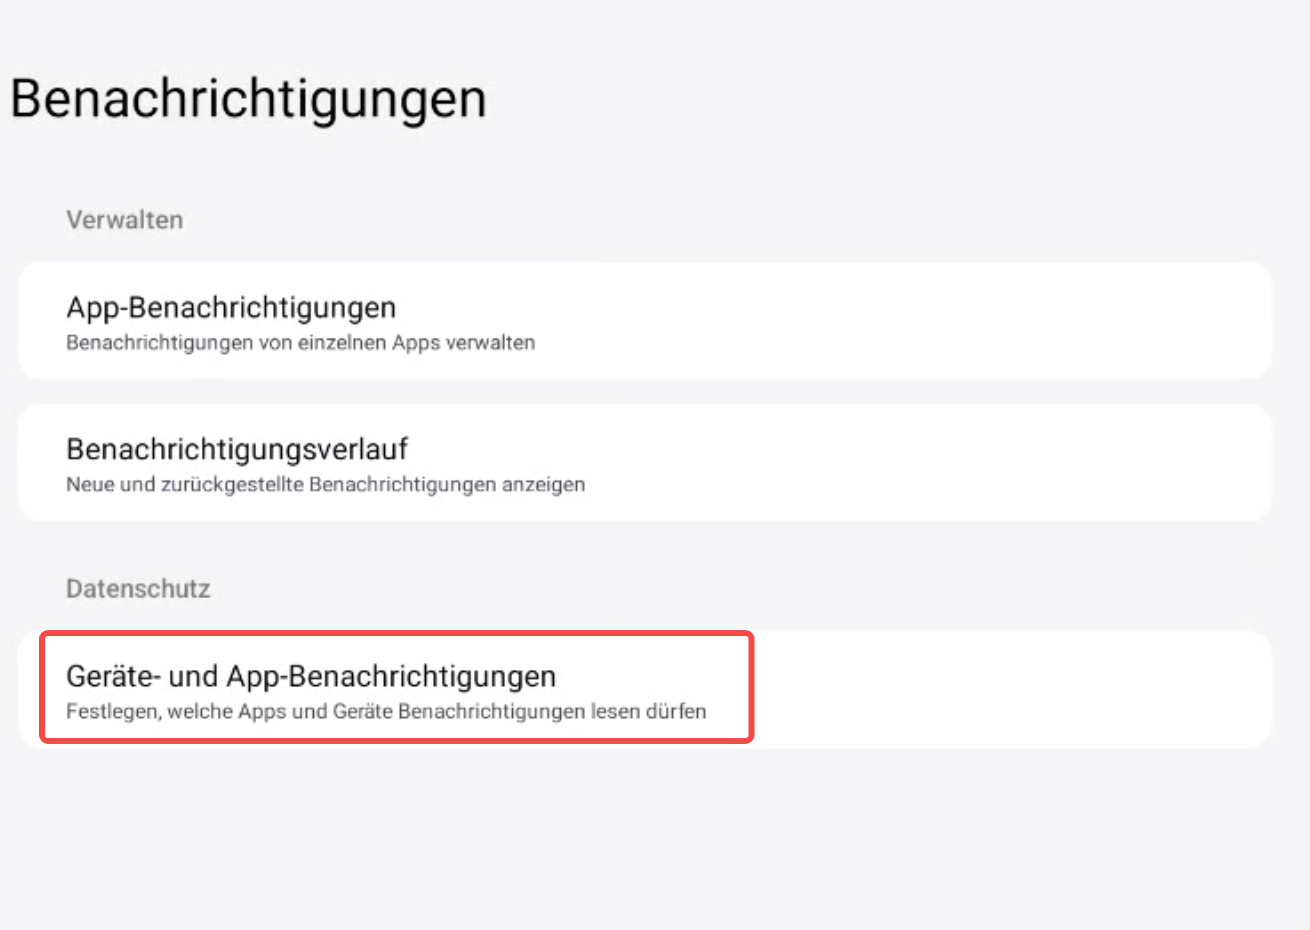 Benachrichtigungen
Verwalten
App-Benachrichtigungen
Benachrichtigungen von einzelnen Apps verwalten
Benachrichtigungsverlauf
Neue und zurückgestellte Benachrichtigungen anzeigen
Datenschutz
Geräte- und App-Benachrichtigungen
Festlegen, welche Apps und Geräte Benachrichtigungen lesen dürfen